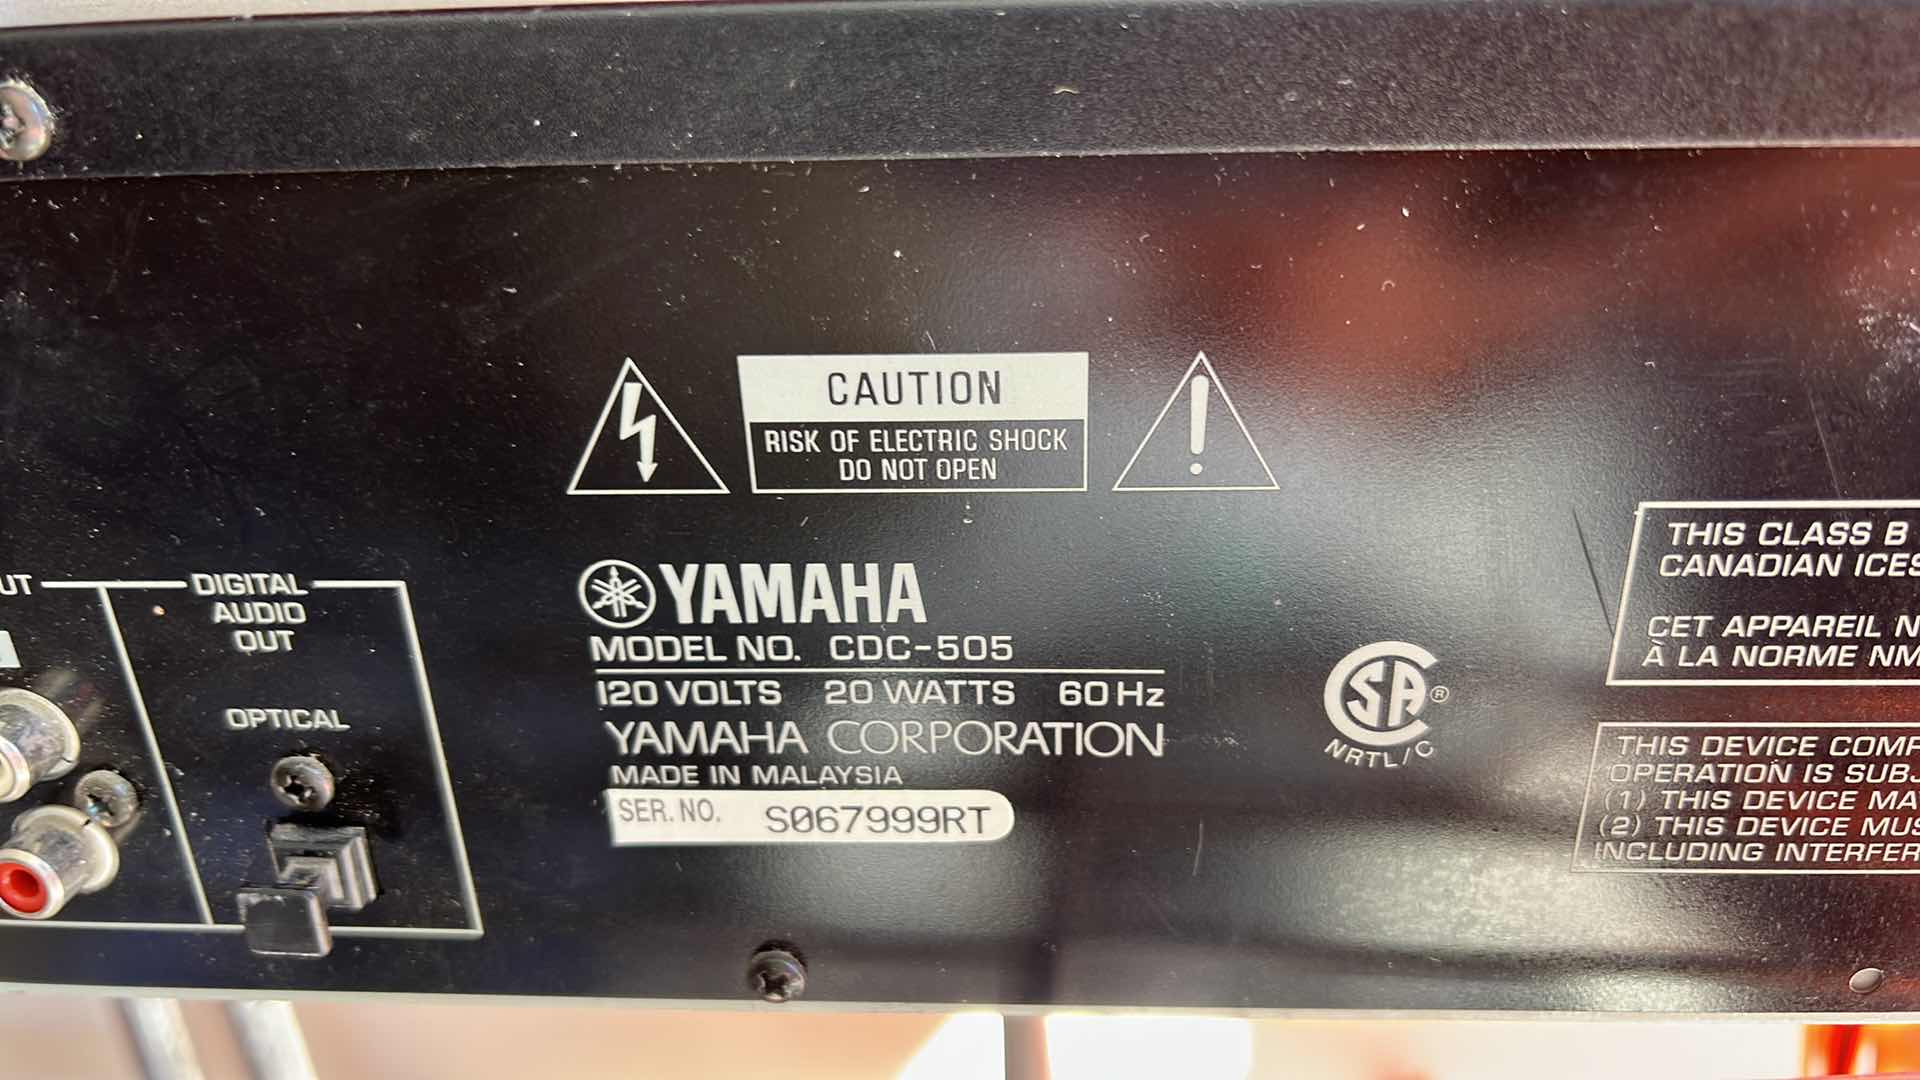 CAUTION
RISK OF ELECTRIC SHOCK
DO NOT OPEN
UT
DIGITAL
AUDIO
OUT
OPTICAL
YAMAHA
MODEL NO. CDC-505
120 VOLTS 20 WATTS 60 Hz
YAMAHA CORPORATION
MADE IN MALAYSIA
SER. NO. S067999RT
CSA®
NRTL/C
THIS CLASS B
CANADIAN ICES
CET APPAREIL N
À LA NORME NM
THIS DEVICE COMP
OPERATION IS SUBJ
(1) THIS DEVICE MA
(2) THIS DEVICE MUS
INCLUDING INTERFER